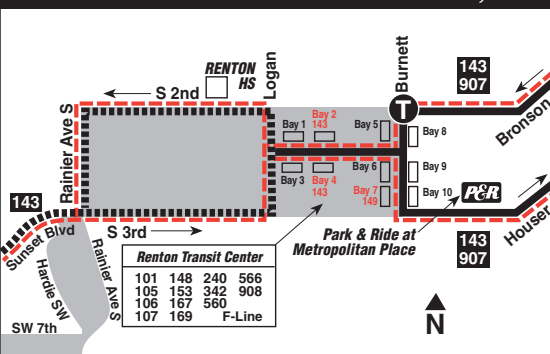 RENTON
HS
Logan
Burnett
143
907
S 2nd
Bay 2
143
Bay 1
Bay 5
T
Bronson
Bay 8
Rainier Ave S
Bay 3
Bay 4
143
Bay 6
Bay 9
Bay 7
149
Bay 10
P&R
143
S 3rd
Sunset Blvd
Hardie SW
Rainier Ave S
SW 7th
Park & Ride at
Metropolitan Place
Houser
143
907
Renton Transit Center
101 148 240 566
105 153 342 908
106 167 560
107 169 F-Line
N